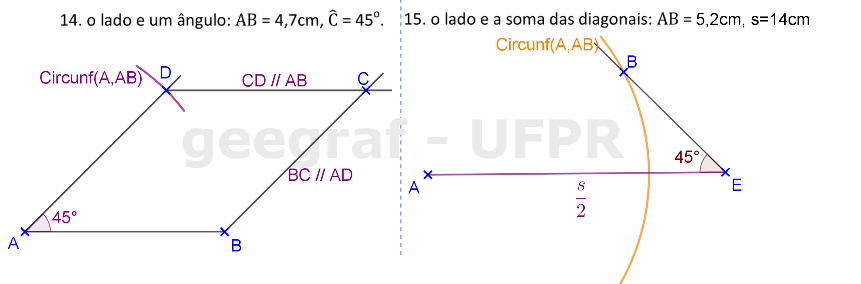 14. o lado e um ângulo: AB = 4,7cm, Ĉ = 45º.
Circunf(A,AB)
D
CD // AB
C
BC // AD
45°
A
B
15. o lado e a soma das diagonais: AB = 5,2cm, s=14cm
Circunf(A,AB)
B
45°
A
E
s
2
geegraf - UFPR